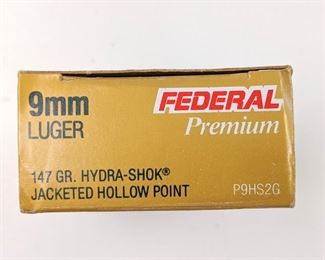 9mm
LUGER
FEDERAL
Premium
147 GR. HYDRA-SHOK®
JACKETED HOLLOW POINT
P9HS2G